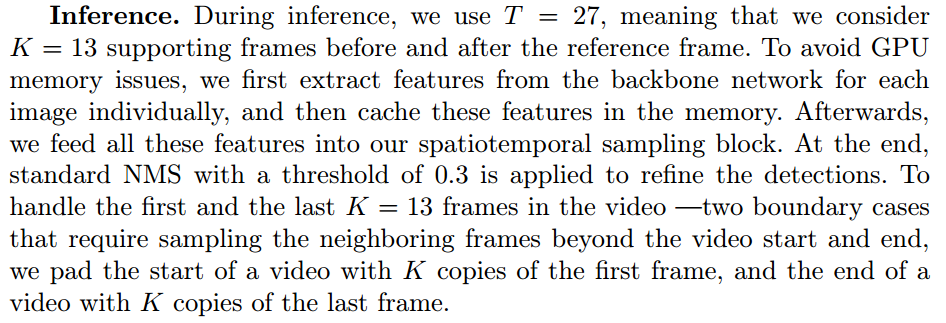 Inference. During inference, we use T = 27, meaning that we consider
K = 13 supporting frames before and after the reference frame. To avoid GPU
memory issues, we first extract features from the backbone network for each
image individually, and then cache these features in the memory. Afterwards,
we feed all these features into our spatiotemporal sampling block. At the end,
standard NMS with a threshold of 0.3 is applied to refine the detections. To
handle the first and the last K = 13 frames in the video —two boundary cases
that require sampling the neighboring frames beyond the video start and end,
we pad the start of a video with K copies of the first frame, and the end of a
video with K copies of the last frame.